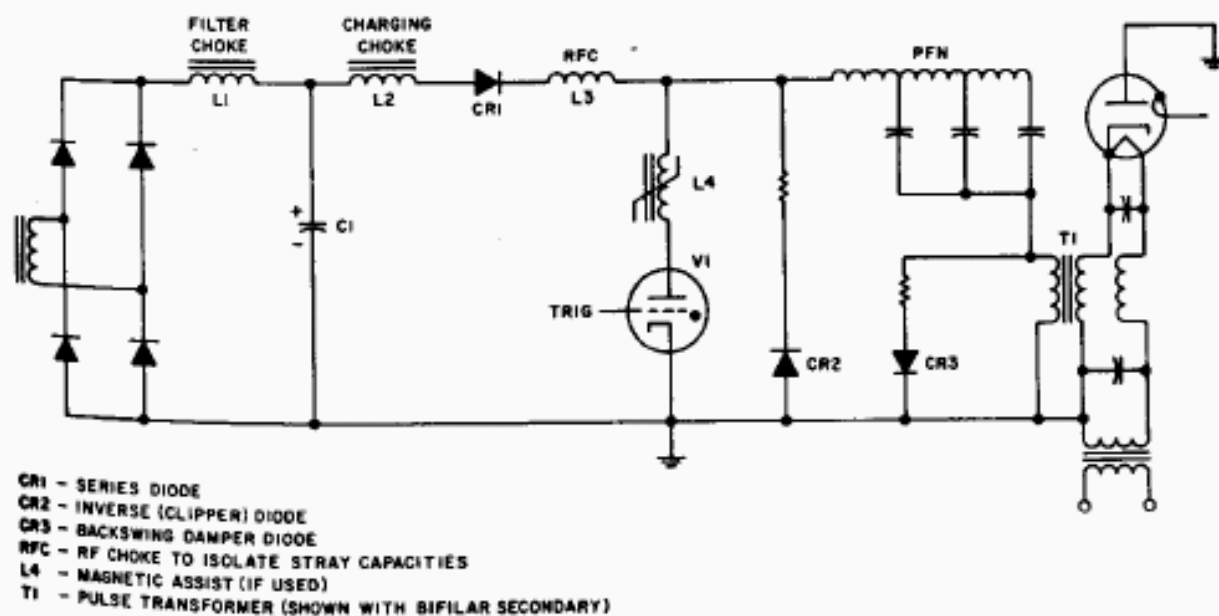 FILTER
CHOKE
CHARGING
CHOKE
RFC
PFN
L1
L2
CR1
L3
L4
C1
+
-
V1
TRIG
T1
CR2
CR3
CR1 - SERIES DIODE
CR2 - INVERSE (CLIPPER) DIODE
CR3 - BACKSWING DAMPER DIODE
RFC - RF CHOKE TO ISOLATE STRAY CAPACITIES
L4 - MAGNETIC ASSIST (IF USED)
T1 - PULSE TRANSFORMER (SHOWN WITH BIFILAR SECONDARY)